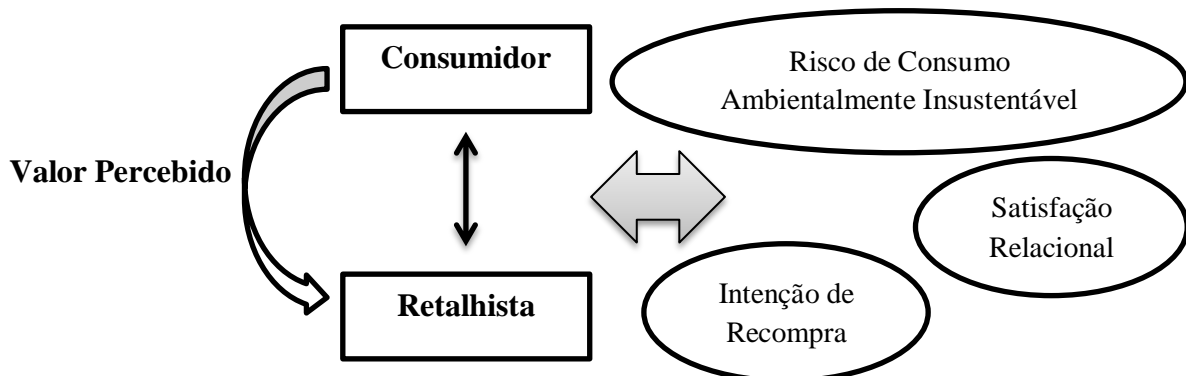 Consumidor
Risco de Consumo
Ambientalmente Insustentável
Valor Percebido
Satisfação
Relacional
Retalhista
Intenção de
Recompra